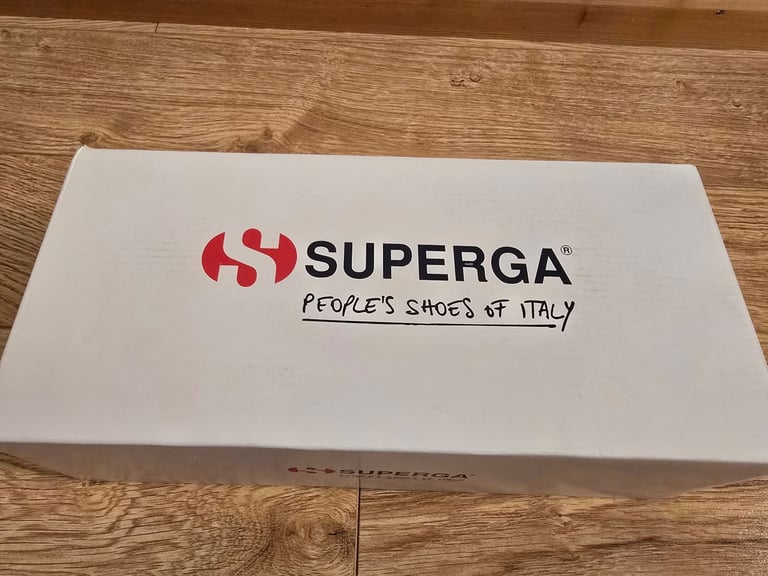 SUPERGA®
PEOPLE'S SHOES OF ITALY
SUPERGA